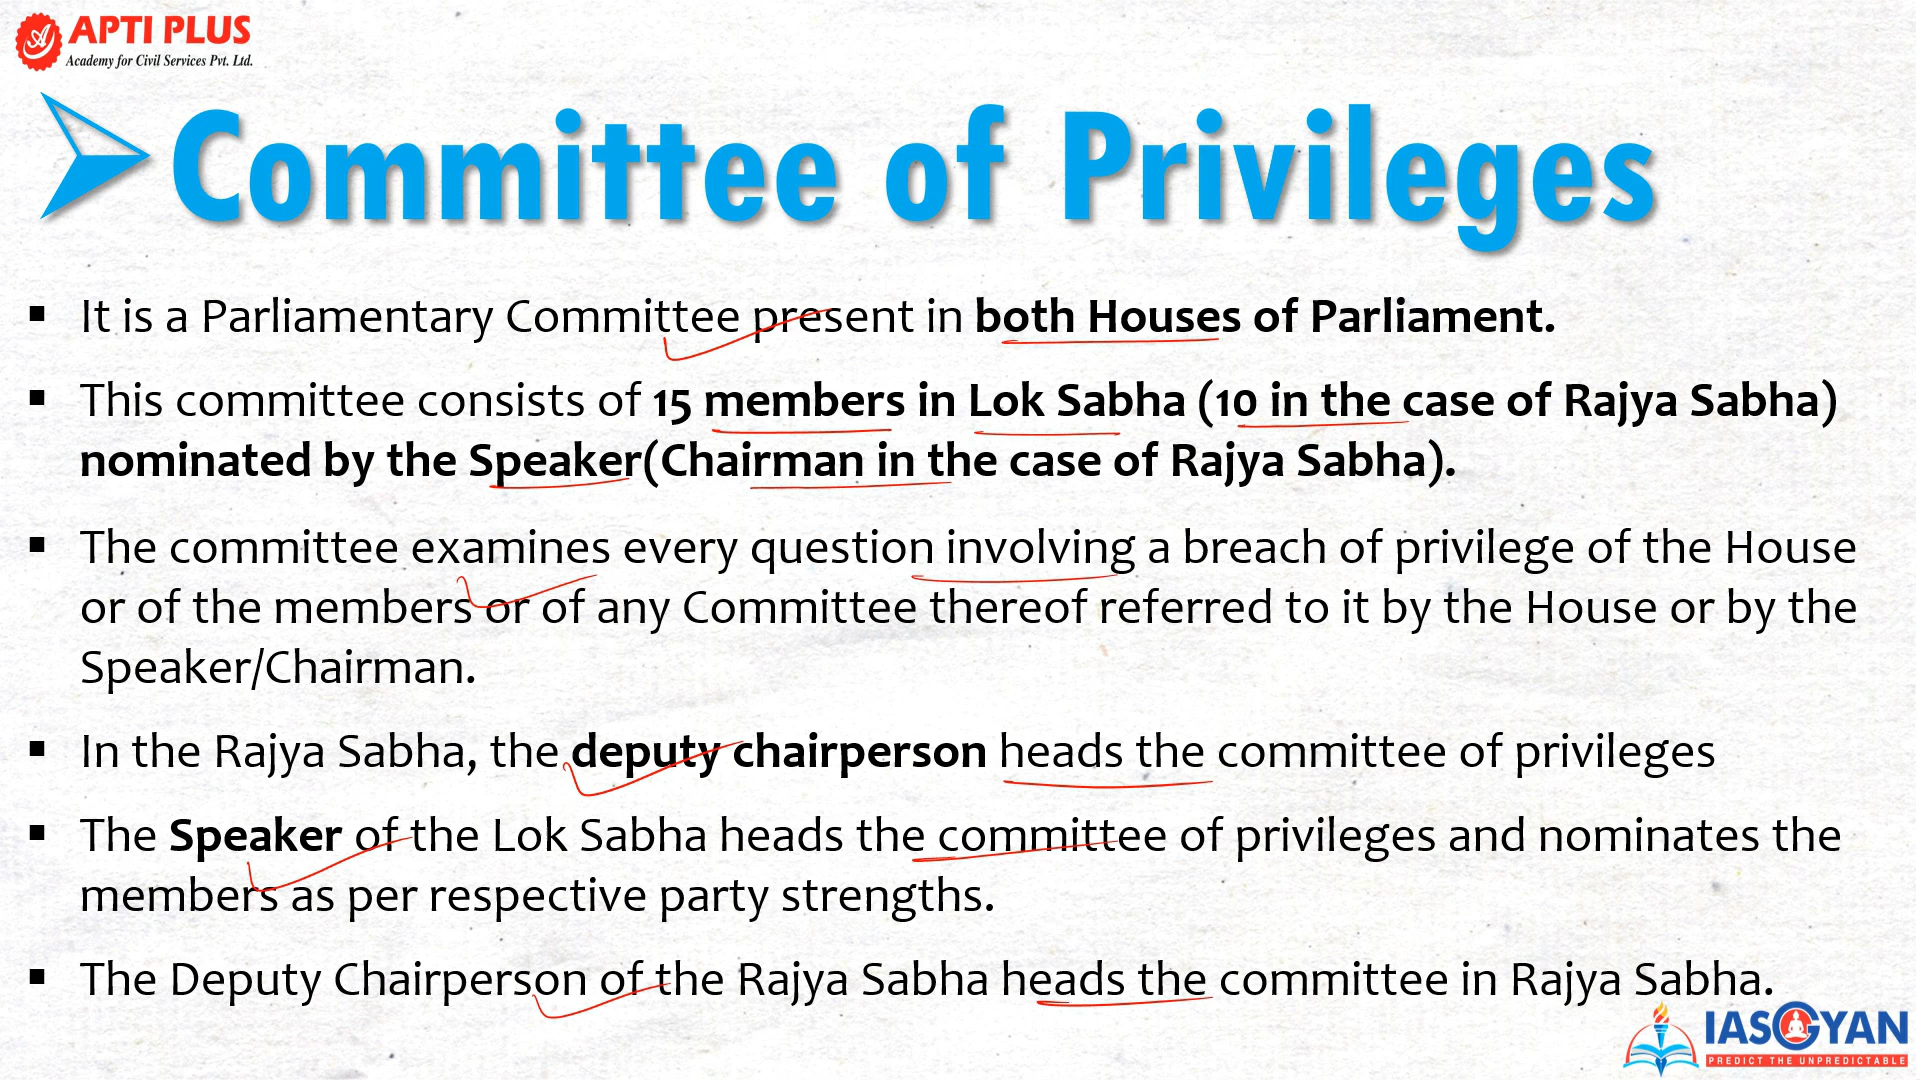 APTI PLUS
Academy for Civil Services Pvt. Ltd.
Committee of Privileges
▪ It is a Parliamentary Committee present in both Houses of Parliament.
▪ This committee consists of 15 members in Lok Sabha (10 in the case of Rajya Sabha)
nominated by the Speaker(Chairman in the case of Rajya Sabha).
▪ The committee examines every question involving a breach of privilege of the House
or of the members or of any Committee thereof referred to it by the House or by the
Speaker/Chairman.
▪ In the Rajya Sabha, the deputy chairperson heads the committee of privileges
▪ The Speaker of the Lok Sabha heads the committee of privileges and nominates the
members as per respective party strengths.
▪ The Deputy Chairperson of the Rajya Sabha heads the committee in Rajya Sabha.
IASGYAN
PREDICT THE UNPREDICTABLE